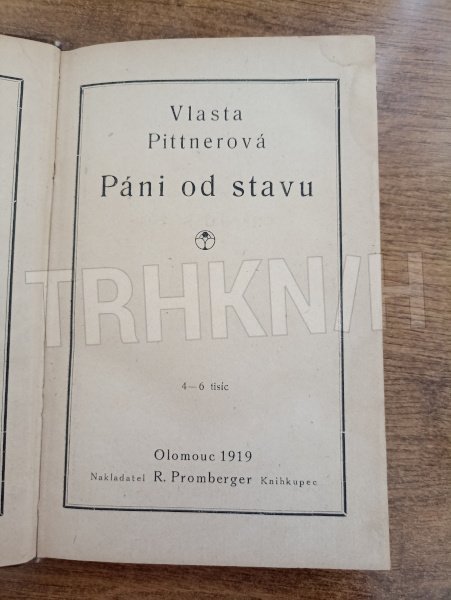 Vlasta
Pittnerová
Páni od stavu
TRHKNIH
4—6 tisíc
Olomouc 1919
Nakladatel R. Promberger Knihkupec